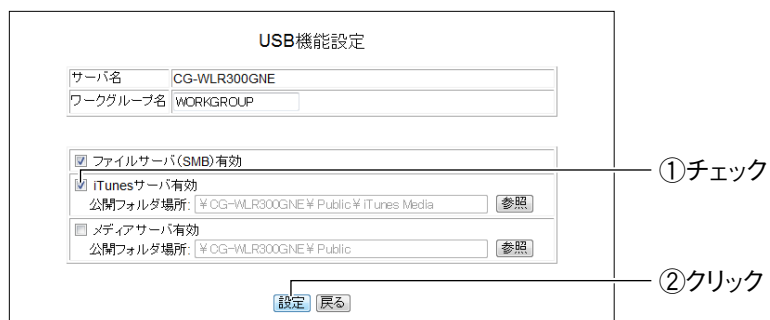 USB機能設定
サーバ名 CG-WLR300GNE
ワークグループ名 WORKGROUP
ファイルサーバ(SMB)有効
①チェック
iTunesサーバ有効
公開フォルダ場所: ¥CG-WLR300GNE¥Public¥iTunes Media 参照
メディアサーバ有効
公開フォルダ場所: ¥CG-WLR300GNE¥Public 参照
②クリック
設定 戻る